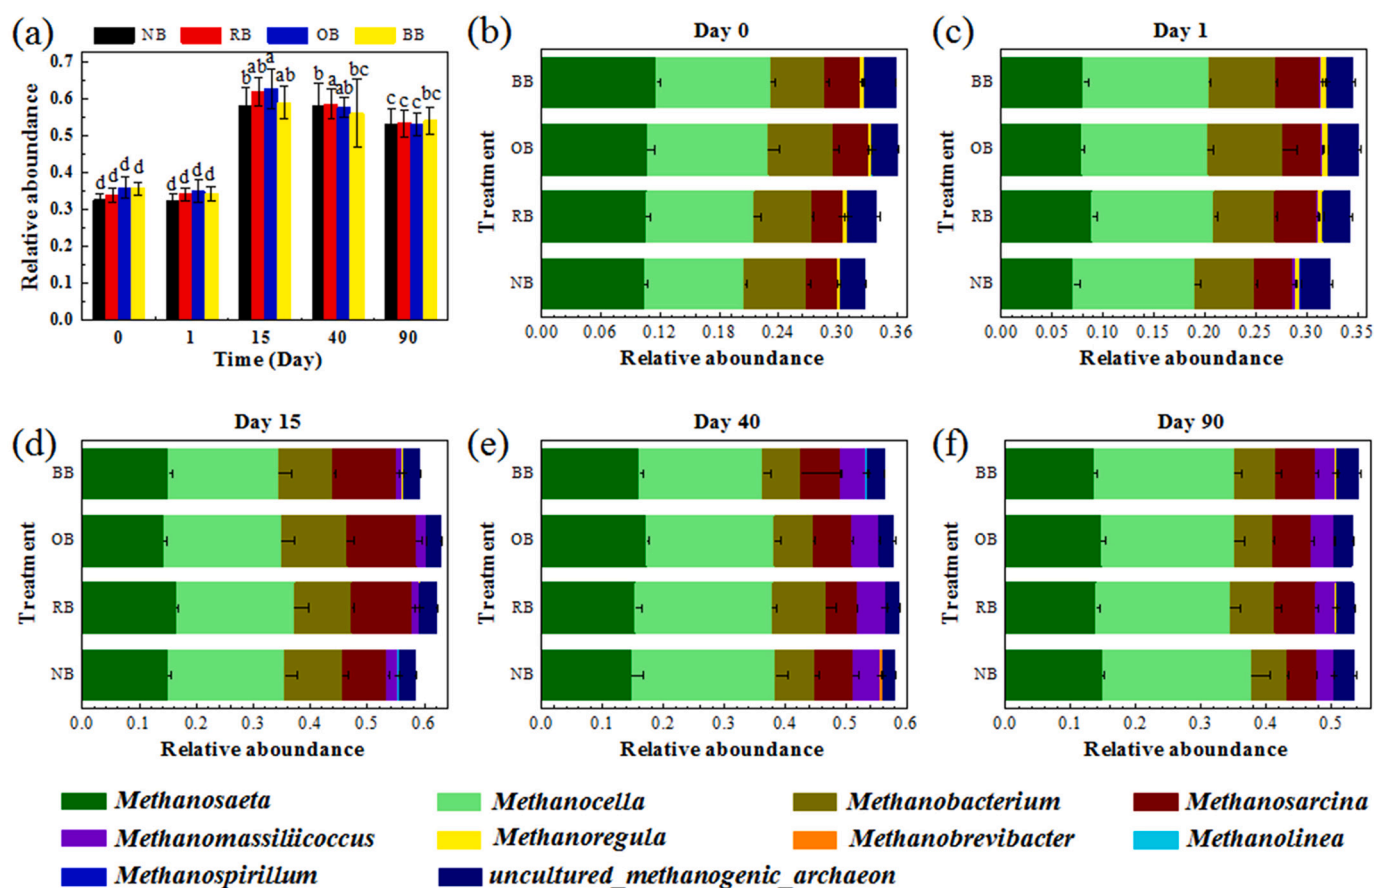 (a) NB RB OB BB
Relative aboundance
0.7
0.6
0.5
0.4
0.3
0.2
0.1
0.0
d d d d
d d d d
b ab a ab
b a ab bc
c c c bc
0 1 15 40 90
Time (Day)
(b) Day 0
Treatment
BB
OB
RB
NB
0.00 0.06 0.12 0.18 0.24 0.30 0.36
Relative aboundance
(c) Day 1
Treatment
BB
OB
RB
NB
0.00 0.05 0.10 0.15 0.20 0.25 0.30 0.35
Relative aboundance
(d) Day 15
Treatment
BB
OB
RB
NB
0.0 0.1 0.2 0.3 0.4 0.5 0.6
Relative aboundance
(e) Day 40
Treatment
BB
OB
RB
NB
0.0 0.1 0.2 0.3 0.4 0.5 0.6
Relative aboundance
(f) Day 90
Treatment
BB
OB
RB
NB
0.0 0.1 0.2 0.3 0.4 0.5
Relative aboundance
Methanosaeta Methanocella Methanobacterium Methanosarcina
Methanomassiliicoccus Methanoregula Methanobrevibacter Methanolinea
Methanospirillum uncultured_methanogenic_archaeon